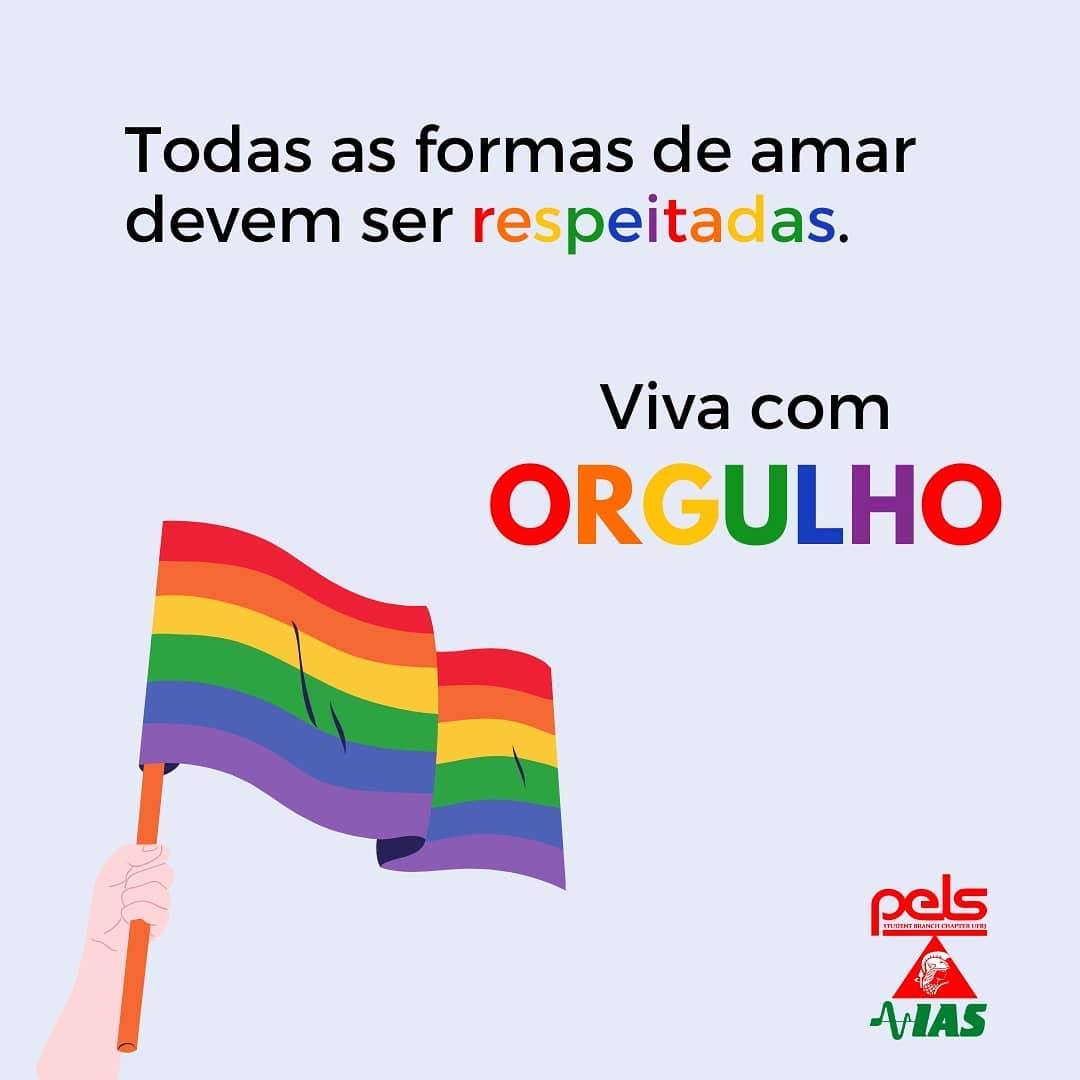 Todas as formas de amar
devem ser respeitadas.
Viva com
ORGULHO
pels
STUDENT BRANCH CHAPTER UFRJ
IAS